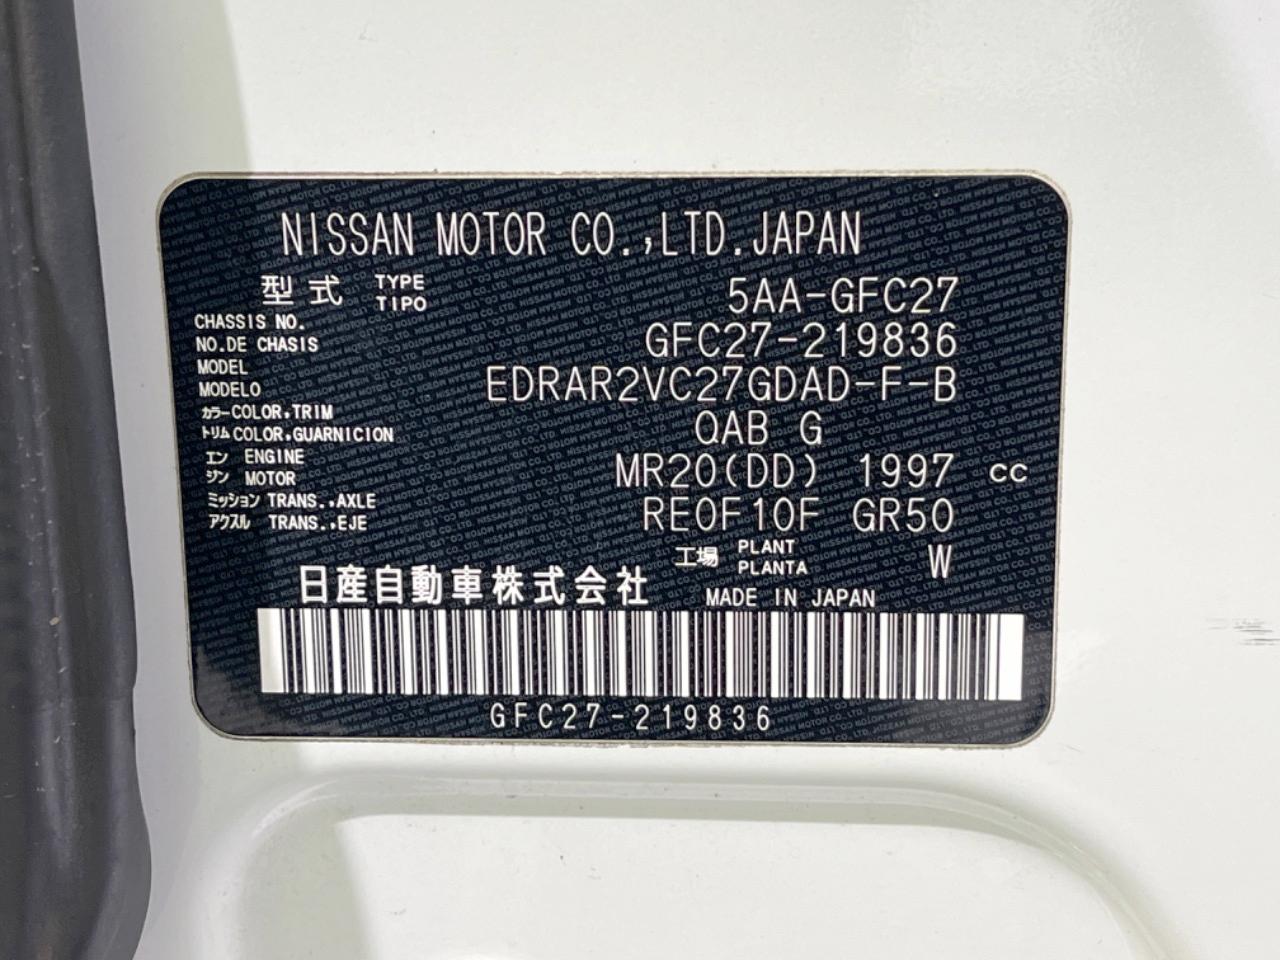 NISSAN MOTOR CO.,LTD.JAPAN
型式 TYPE TIPO 5AA-GFC27
CHASSIS NO.
NO.DE CHASIS GFC27-219836
MODEL
MODELO EDRAR2VC27GDAD-F-B
カラー COLOR,TRIM
トリム COLOR.GUARNICION QAB G
エン ENGINE
ジン MOTOR MR20(DD) 1997 cc
ミッション TRANS.,AXLE
アクスル TRANS.,EJE RE0F10F GR50
工場 PLANT PLANTA W
日産自動車株式会社 MADE IN JAPAN
GFC27-219836